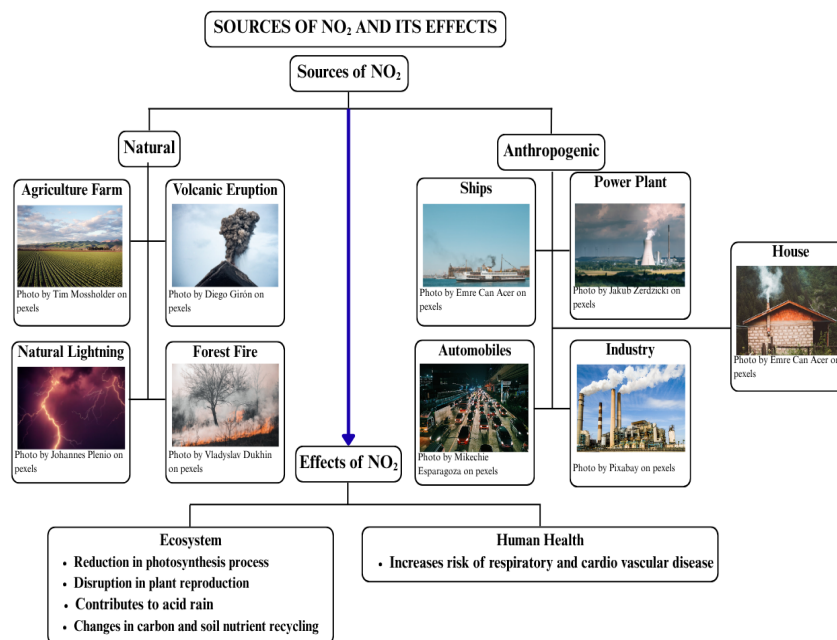 SOURCES OF NO₂ AND ITS EFFECTS
Sources of NO₂
Natural
Anthropogenic
Agriculture Farm
Photo by Tim Mossholder on
pexels
Volcanic Eruption
Photo by Diego Girón on
pexels
Natural Lightning
Photo by Johannes Plenio on
pexels
Forest Fire
Photo by Vladyslav Dukhin
on pexels
Ships
Photo by Emre Can Acer on
pexels
Power Plant
Photo by Jakub Zerdzicki on
pexels
House
Photo by Emre Can Acer on
pexels
Automobiles
Photo by Mikechie
Esparagoza on pexels
Industry
Photo by Pixabay on pexels
Effects of NO₂
Ecosystem
• Reduction in photosynthesis process
• Disruption in plant reproduction
• Contributes to acid rain
• Changes in carbon and soil nutrient recycling
Human Health
• Increases risk of respiratory and cardio vascular disease